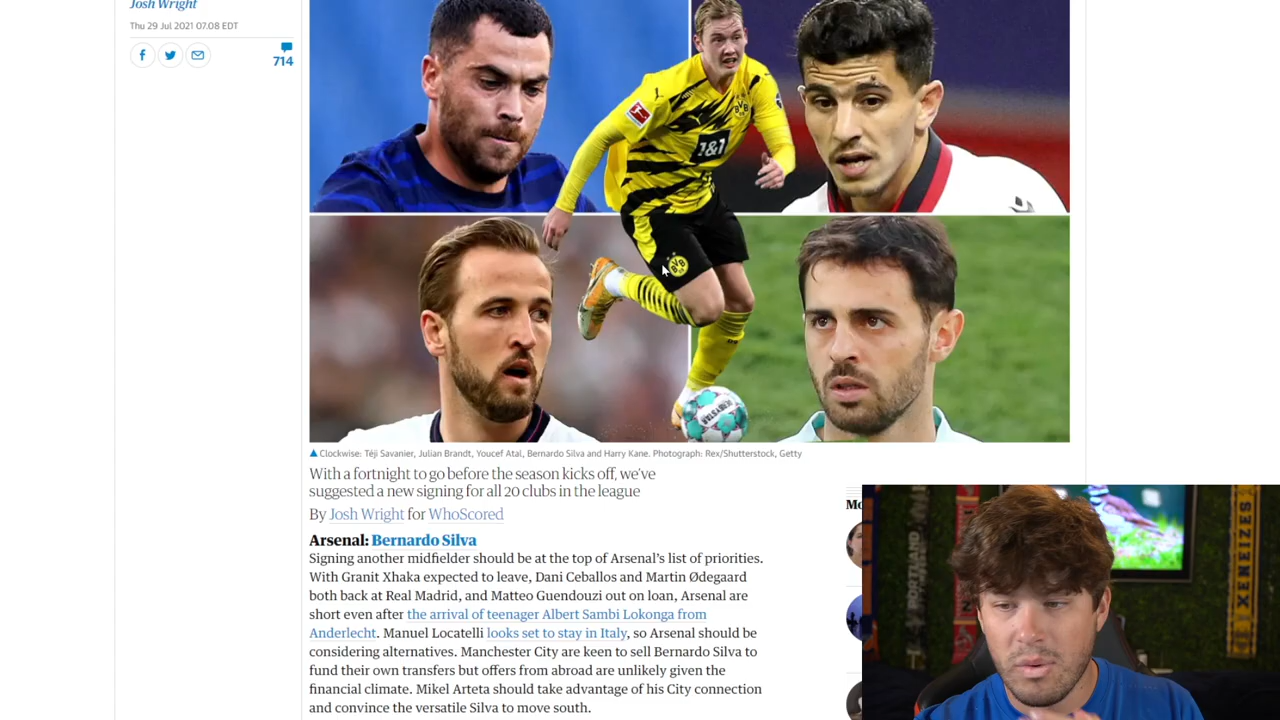 Josh Wright
Thu 29 Jul 2021 07.08 EDT
714
BVB
1&1
BVB
Clockwise: Téji Savanier, Julian Brandt, Youcef Atal, Bernardo Silva and Harry Kane. Photograph: Rex/Shutterstock, Getty
With a fortnight to go before the season kicks off, we've
suggested a new signing for all 20 clubs in the league
By Josh Wright for WhoScored
Mo
Arsenal: Bernardo Silva
Signing another midfielder should be at the top of Arsenal's list of priorities.
With Granit Xhaka expected to leave, Dani Ceballos and Martin Ødegaard
both back at Real Madrid, and Matteo Guendouzi out on loan, Arsenal are
short even after the arrival of teenager Albert Sambi Lokonga from
Anderlecht. Manuel Locatelli looks set to stay in Italy, so Arsenal should be
considering alternatives. Manchester City are keen to sell Bernardo Silva to
fund their own transfers but offers from abroad are unlikely given the
financial climate. Mikel Arteta should take advantage of his City connection
and convince the versatile Silva to move south.
PORTLAND
XENEIZES